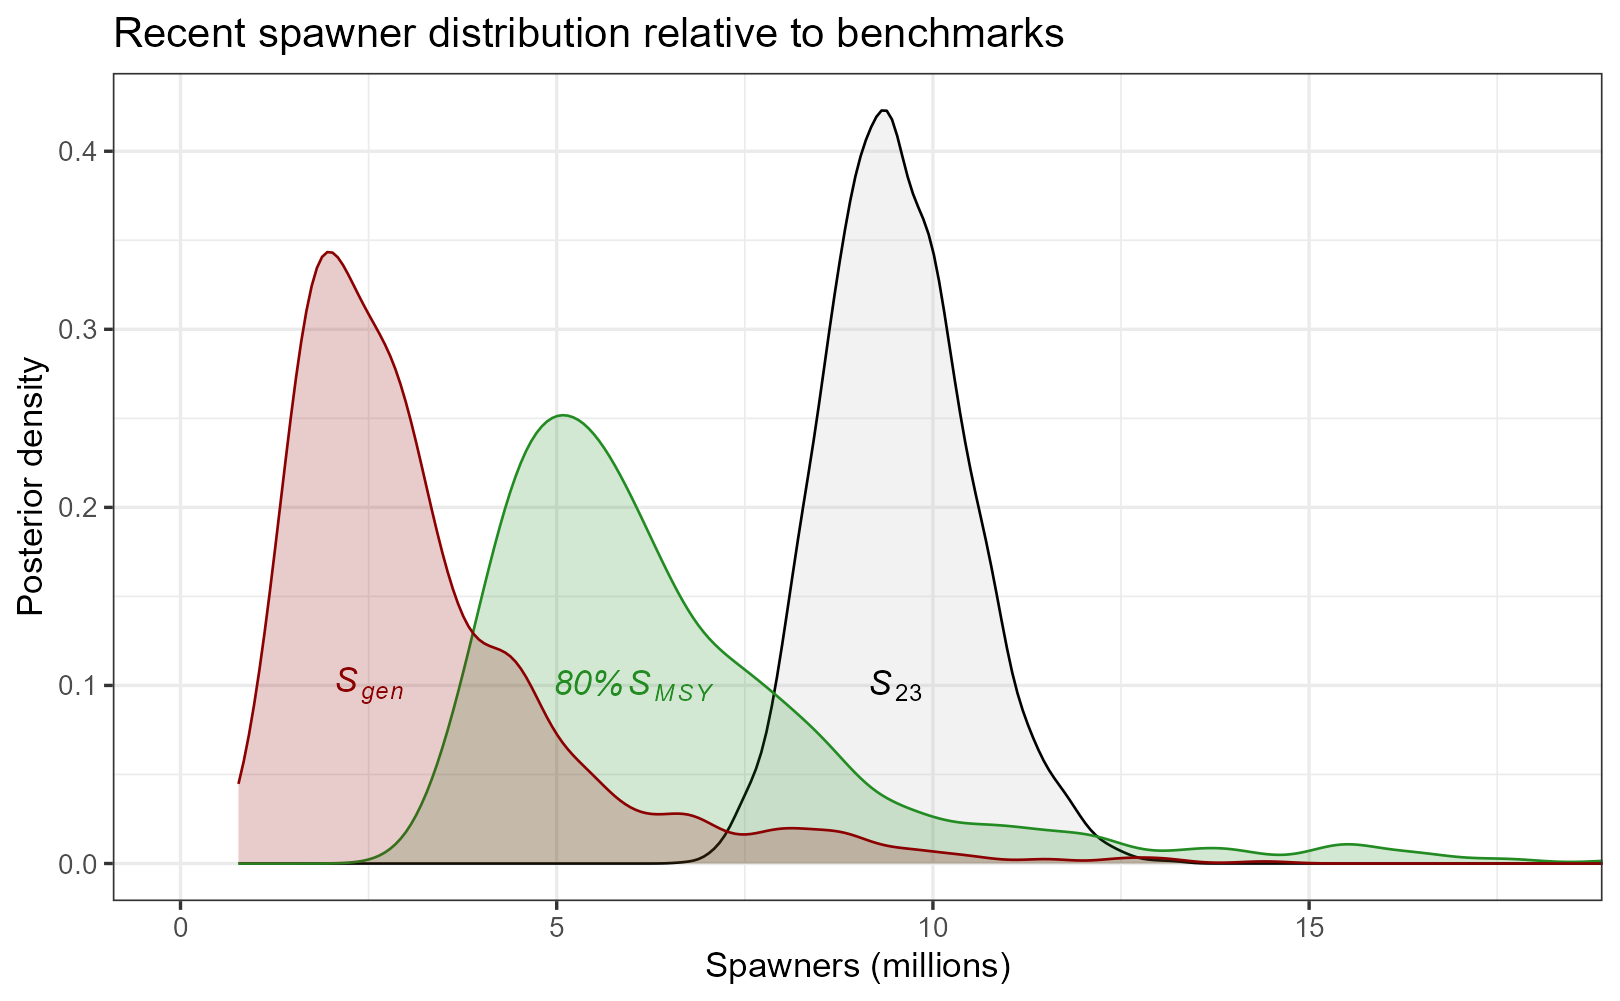 Recent spawner distribution relative to benchmarks
Posterior density
0.4
0.3
0.2
0.1
0.0
S gen
80% S MSY
S 23
0 5 10 15
Spawners (millions)